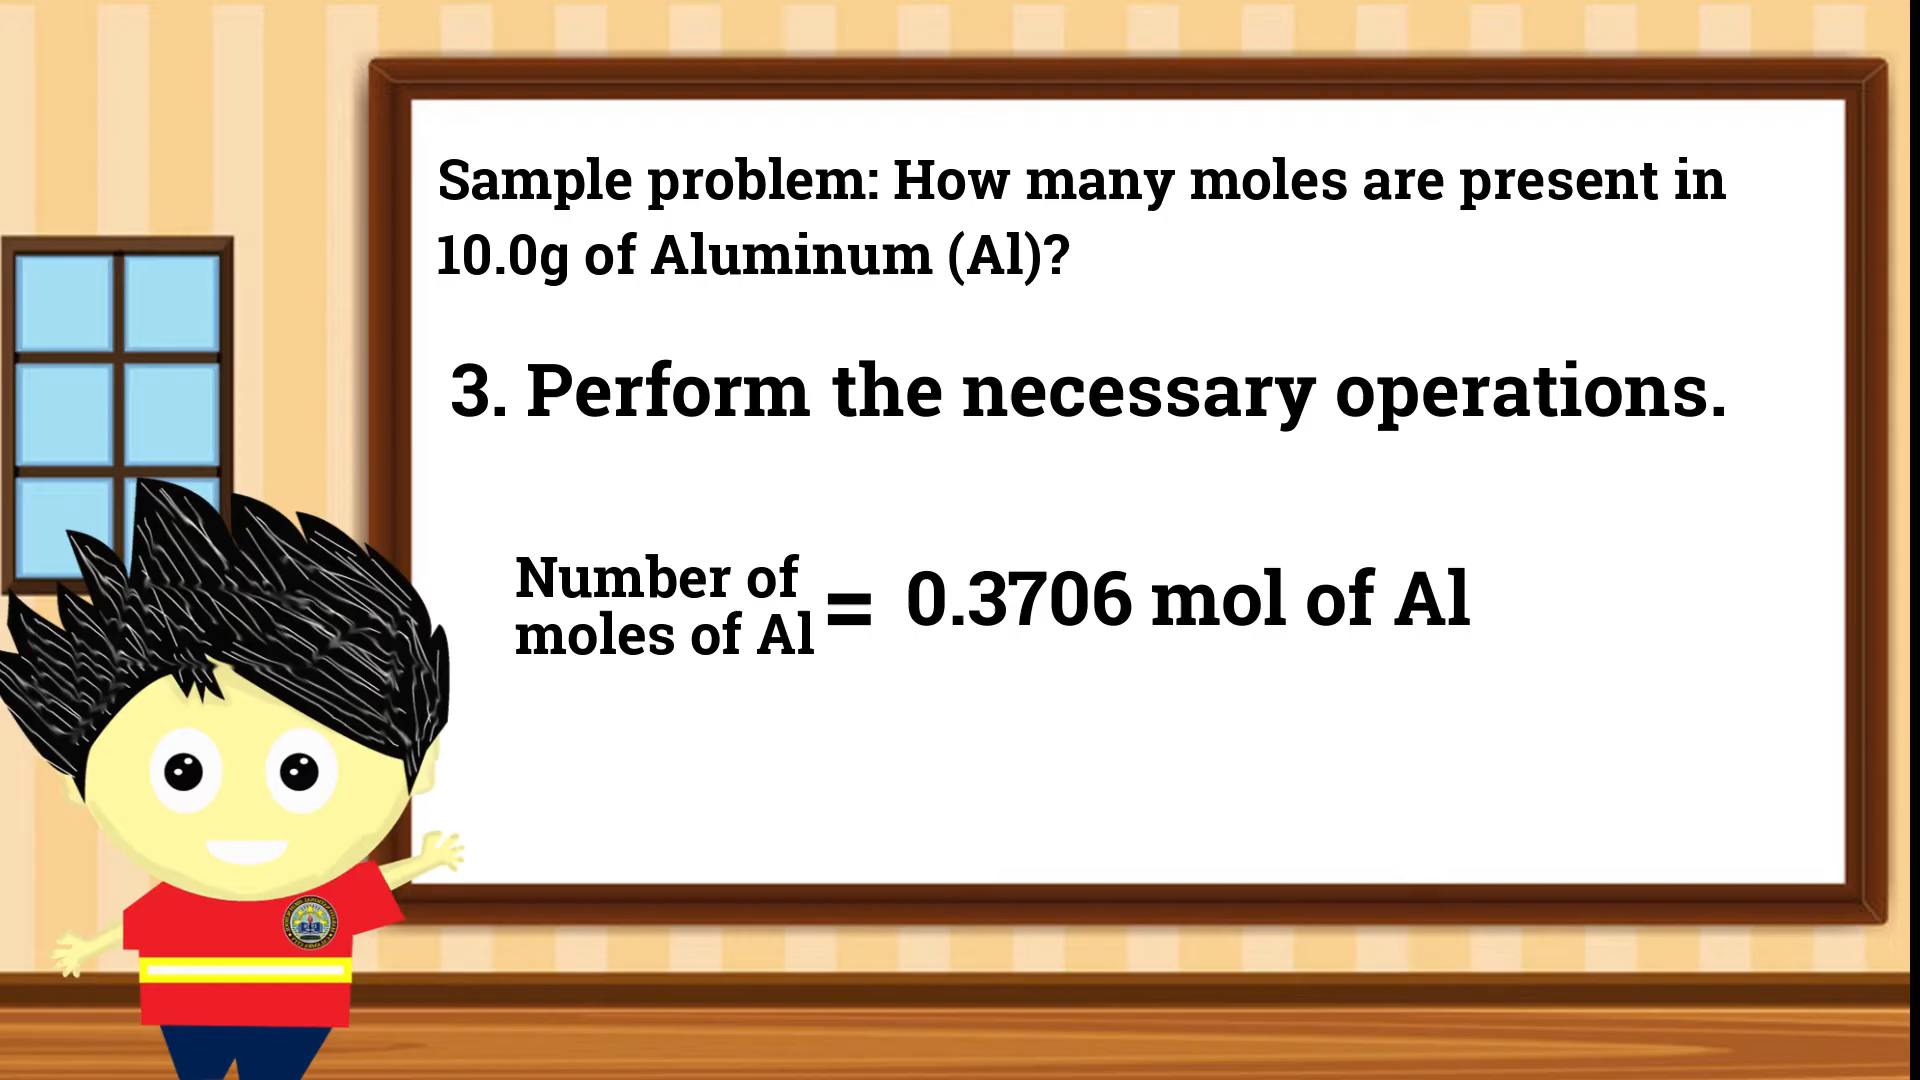 Sample problem: How many moles are present in
10.0g of Aluminum (Al)?
3. Perform the necessary operations.
Number of
moles of Al = 0.3706 mol of Al